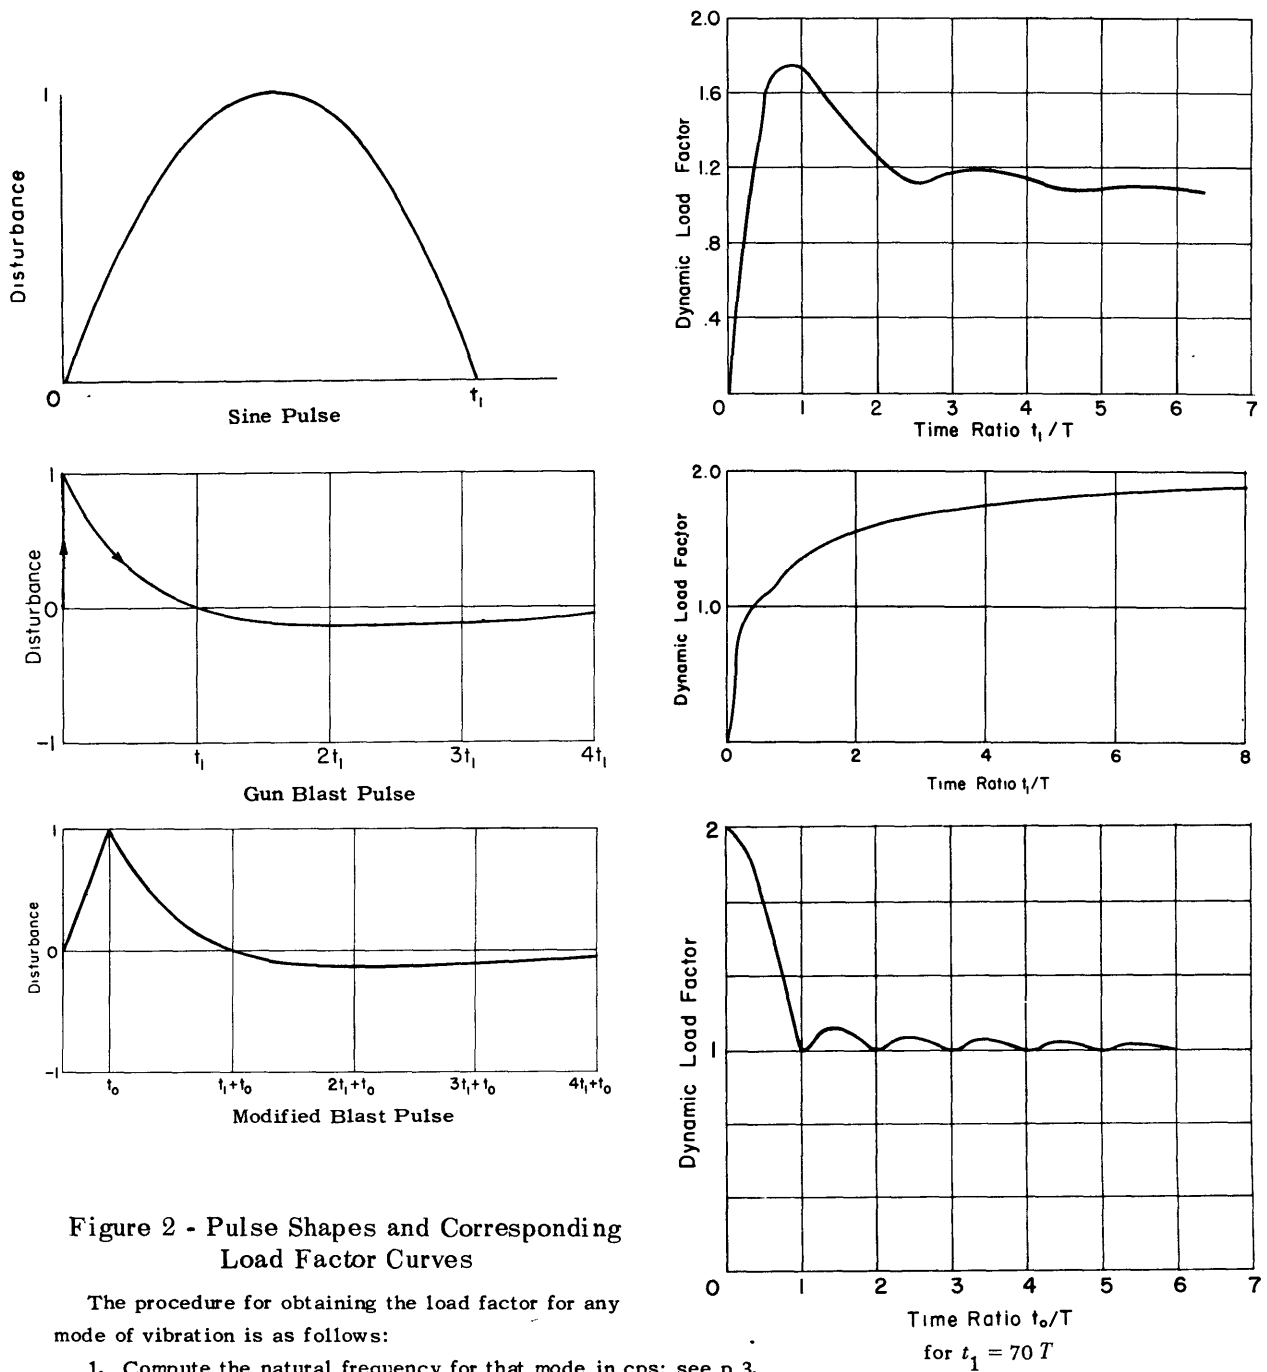 1
Disturbance
0
t₁
Sine Pulse
2.0
1.6
1.2
.8
.4
Dynamic Load Factor
0 1 2 3 4 5 6 7
Time Ratio t₁/T
1
0
-1
Disturbance
t₁ 2t₁ 3t₁ 4t₁
Gun Blast Pulse
2.0
1.0
Dynamic Load Factor
0 2 4 6 8
Time Ratio t₁/T
1
0
-1
Disturbance
t₀ t₁+t₀ 2t₁+t₀ 3t₁+t₀ 4t₁+t₀
Modified Blast Pulse
2
1
Dynamic Load Factor
0 1 2 3 4 5 6 7
Time Ratio t₀/T
for t₁ = 70 T
Figure 2 - Pulse Shapes and Corresponding
Load Factor Curves
The procedure for obtaining the load factor for any
mode of vibration is as follows:
1. Compute the natural frequency for that mode in cps; see p 3.